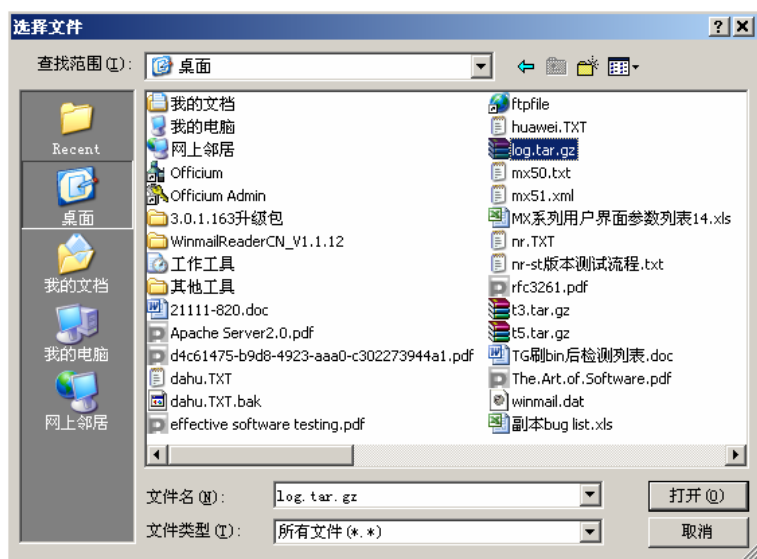 选择文件
查找范围(I):
桌面
Recent
桌面
我的文档
我的电脑
网上邻居
我的文档
我的电脑
网上邻居
Officium
Officium Admin
3.0.1.163升级包
WinmailReaderCN_V1.1.12
工作工具
其他工具
21111-820.doc
Apache Server2.0.pdf
d4c61475-b9d8-4923-aaa0-c302273944a1.pdf
dahu.TXT
dahu.TXT.bak
effective software testing.pdf
ftpfile
huawei.TXT
log.tar.gz
mx50.txt
mx51.xml
MX系列用户界面参数列表14.xls
nr.TXT
nr-st版本测试流程.txt
rfc3261.pdf
t3.tar.gz
t5.tar.gz
TG刷bin后检测列表.doc
The.Art.of.Software.pdf
winmail.dat
副本bug list.xls
文件名(N):
log.tar.gz
打开(O)
文件类型(T):
所有文件(*.*)
取消